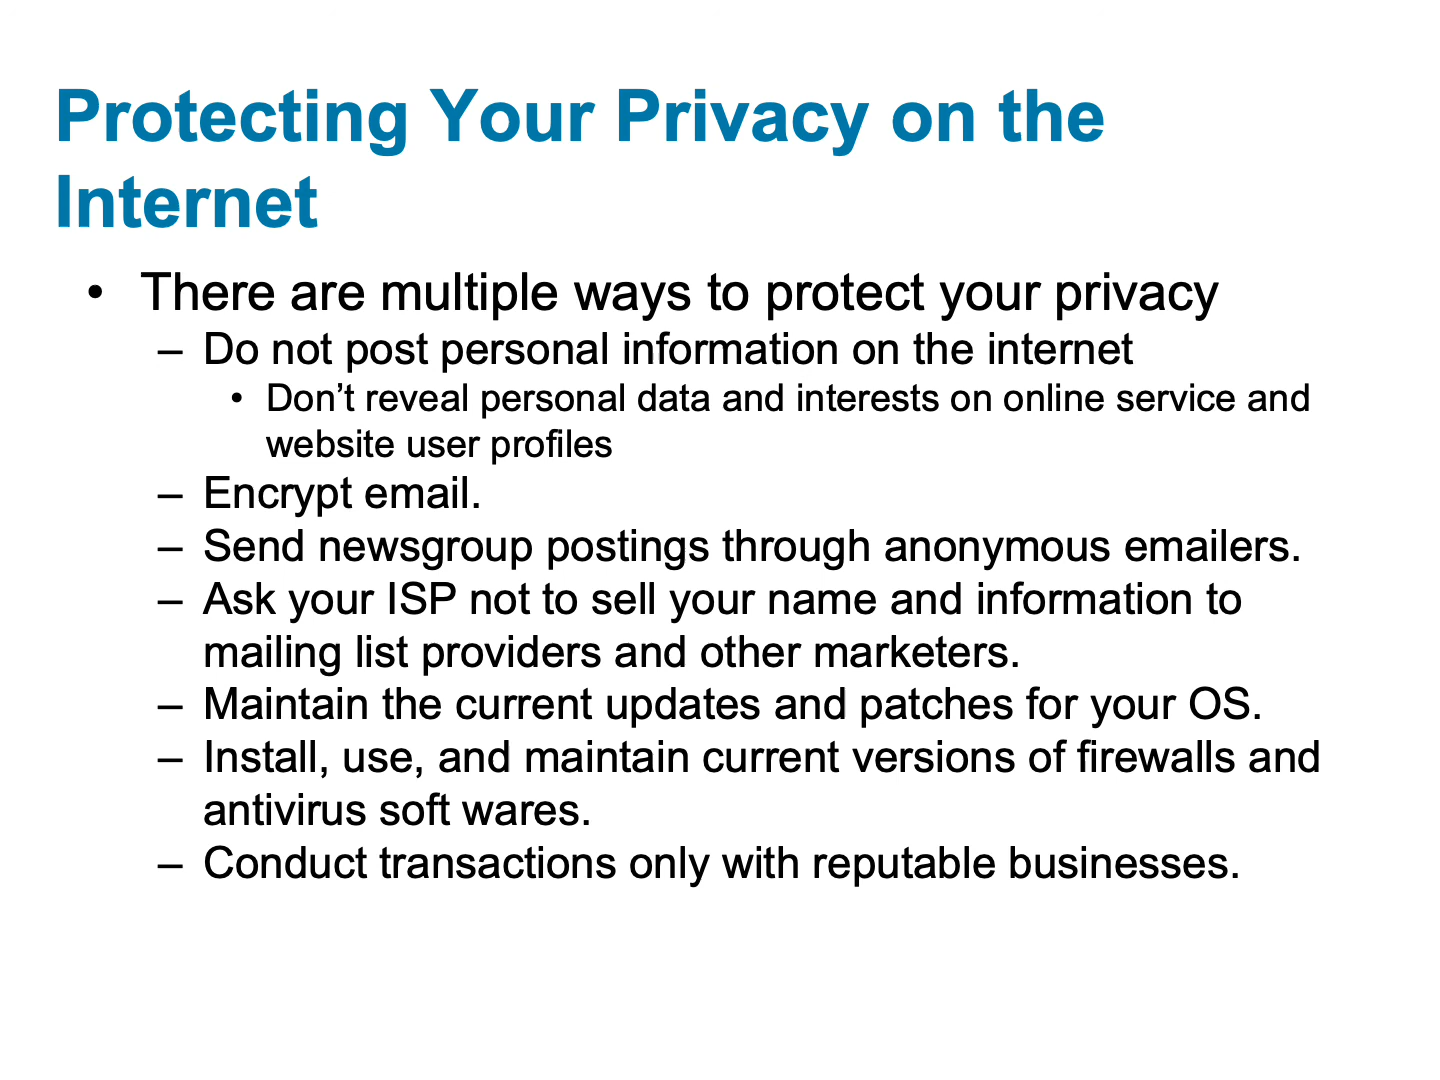 Protecting Your Privacy on the
Internet
• There are multiple ways to protect your privacy
– Do not post personal information on the internet
• Don’t reveal personal data and interests on online service and
website user profiles
– Encrypt email.
– Send newsgroup postings through anonymous emailers.
– Ask your ISP not to sell your name and information to
mailing list providers and other marketers.
– Maintain the current updates and patches for your OS.
– Install, use, and maintain current versions of firewalls and
antivirus soft wares.
– Conduct transactions only with reputable businesses.